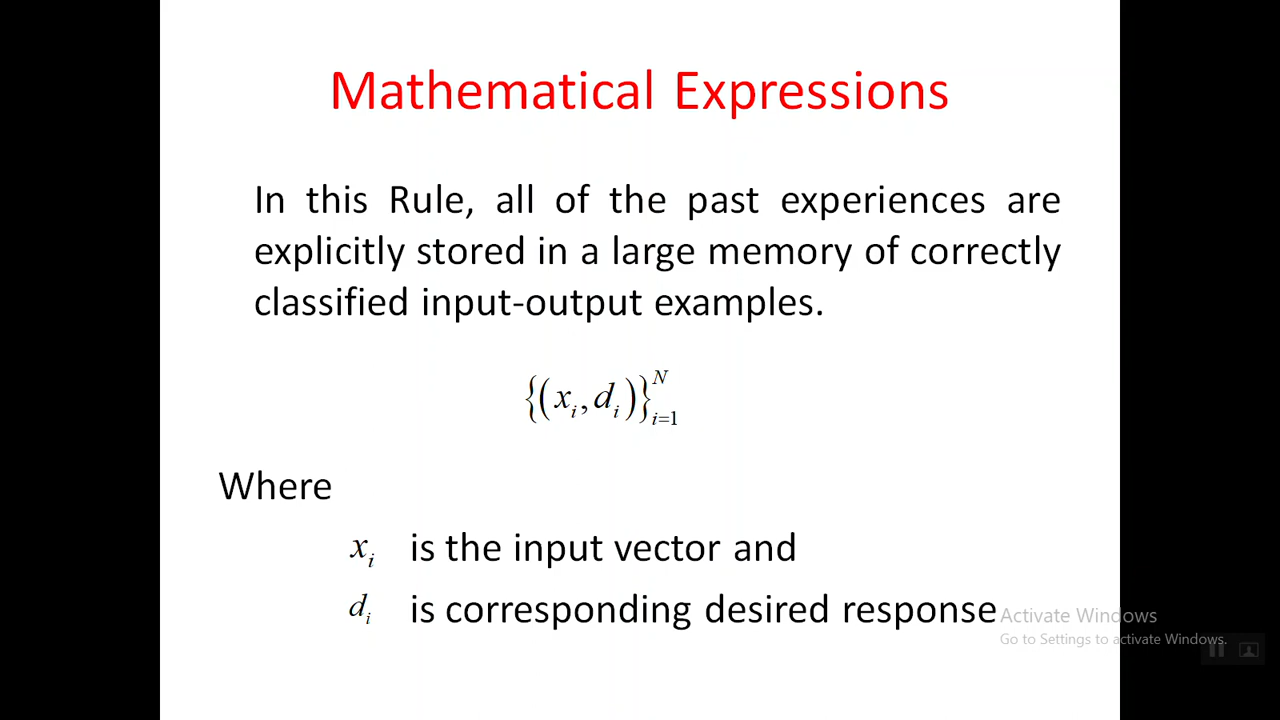 Mathematical Expressions
In this Rule, all of the past experiences are
explicitly stored in a large memory of correctly
classified input-output examples.
{(x_i, d_i)}_{i=1}^N
Where
x_i is the input vector and
d_i is corresponding desired response
Activate Windows
Go to Settings to activate Windows.